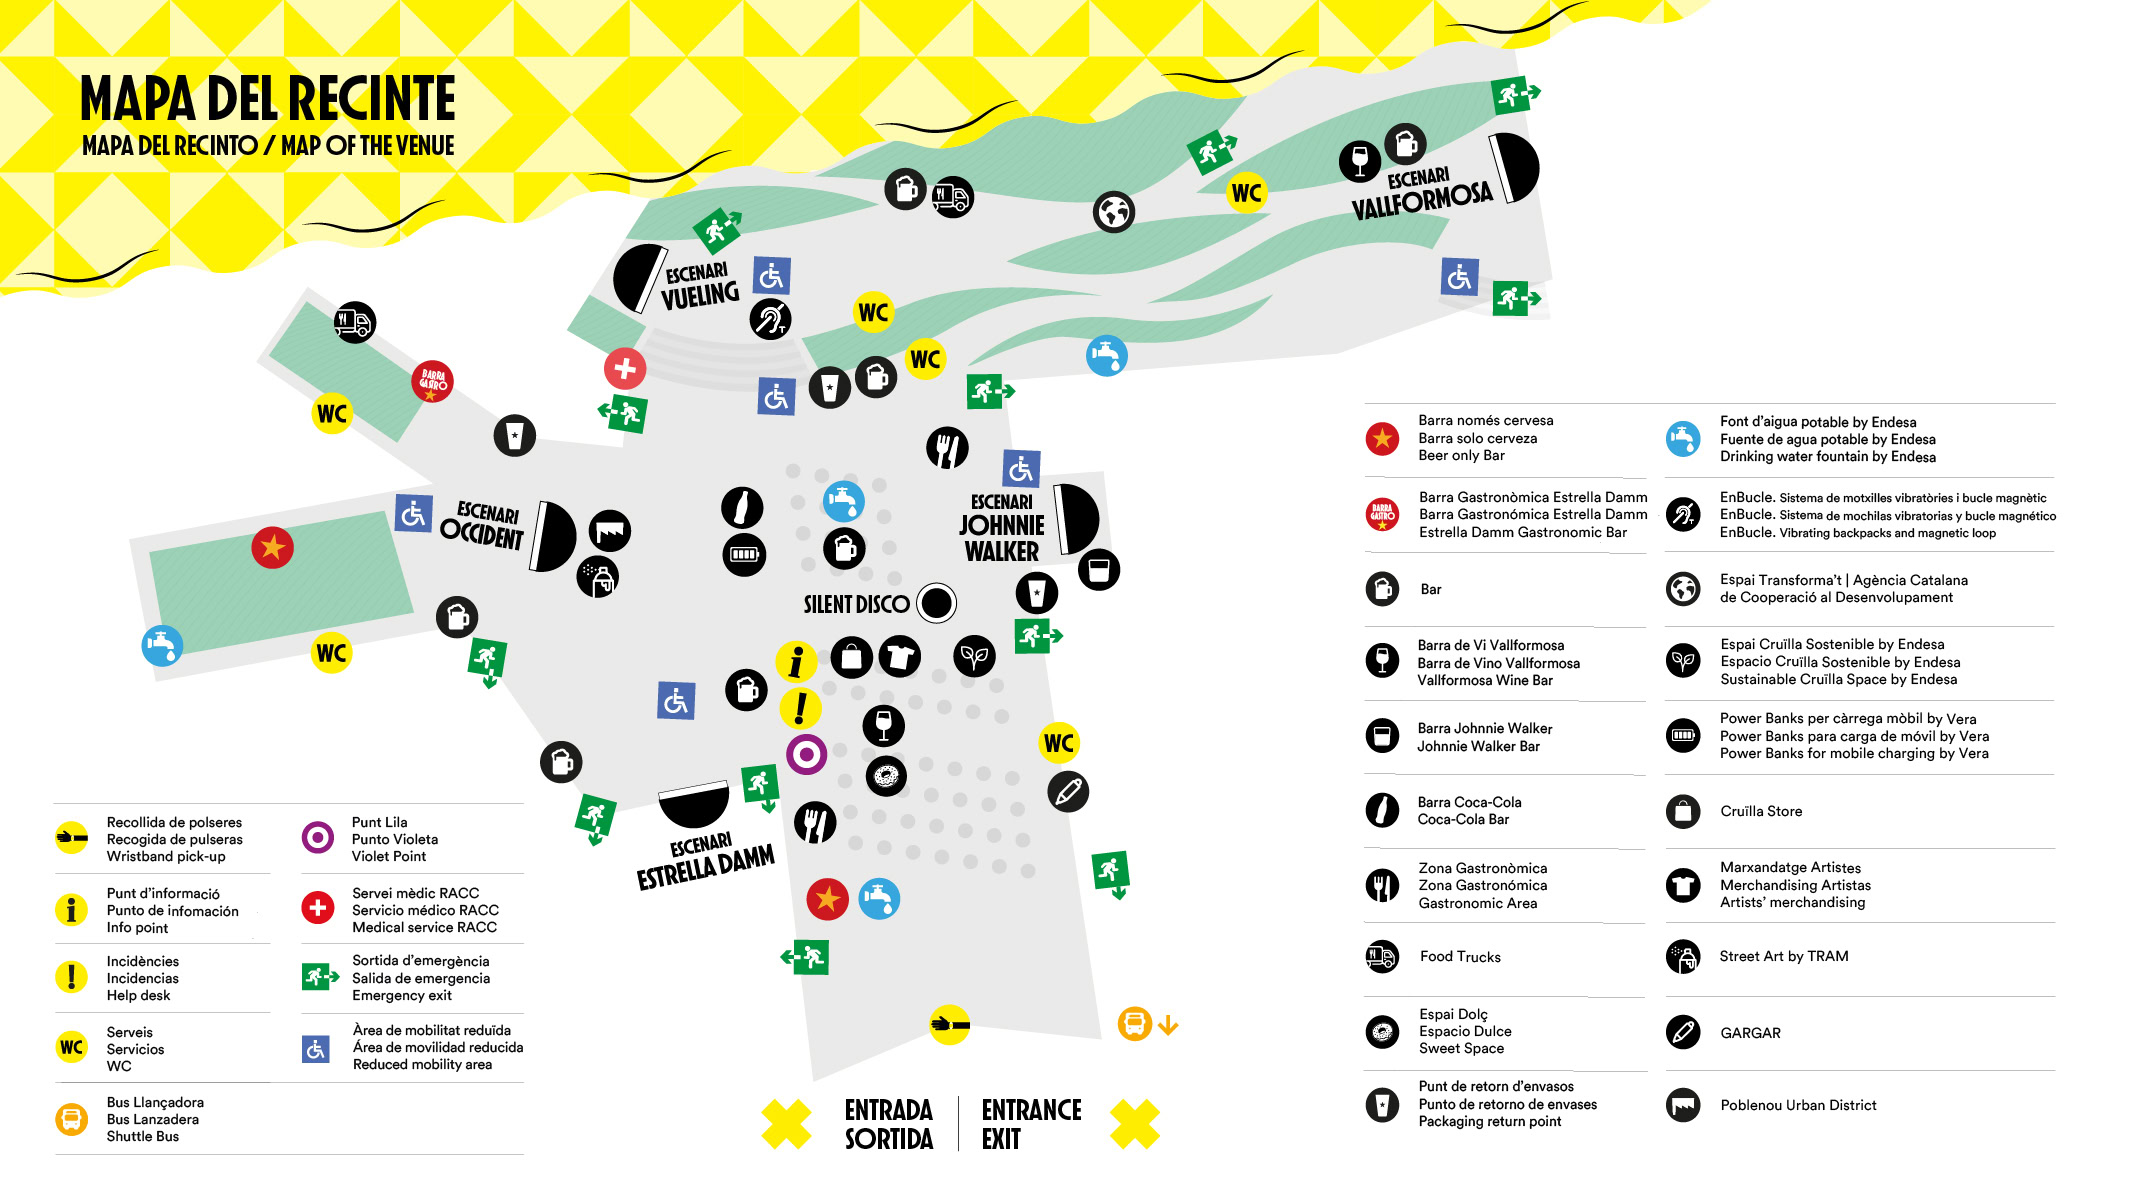 MAPA DEL RECINTE
MAPA DEL RECINTO / MAP OF THE VENUE
ESCENARI
VALLFORMOSA
WC
ESCENARI
VUELING
WC
WC
T
BARRA
GASTRO
WC
ESCENARI
OCCIDENT
WC
ESCENARI
JOHNNIE
WALKER
SILENT DISCO
i
!
WC
ESCENARI
ESTRELLA DAMM
ENTRADA
SORTIDA
ENTRANCE
EXIT
Recollida de polseres
Recogida de pulseras
Wristband pick-up
i
Punt d'informació
Punto de infomación
Info point
!
Incidències
Incidencias
Help desk
WC
Serveis
Servicios
WC
Bus Llançadora
Bus Lanzadera
Shuttle Bus
Punt Lila
Punto Violeta
Violet Point
Servei mèdic RACC
Servicio médico RACC
Medical service RACC
Sortida d'emergència
Salida de emergencia
Emergency exit
Àrea de mobilitat reduïda
Área de movilidad reducida
Reduced mobility area
Barra només cervesa
Barra solo cerveza
Beer only Bar
BARRA
GASTRO
Barra Gastronòmica Estrella Damm
Barra Gastronómica Estrella Damm
Estrella Damm Gastronomic Bar
Bar
Barra de Vi Vallformosa
Barra de Vino Vallformosa
Vallformosa Wine Bar
Barra Johnnie Walker
Johnnie Walker Bar
Barra Coca-Cola
Coca-Cola Bar
Zona Gastronòmica
Zona Gastronómica
Gastronomic Area
Food Trucks
Espai Dolç
Espacio Dulce
Sweet Space
Punt de retorn d'envasos
Punto de retorno de envases
Packaging return point
Font d'aigua potable by Endesa
Fuente de agua potable by Endesa
Drinking water fountain by Endesa
T
EnBucle. Sistema de motxilles vibratòries i bucle magnètic
EnBucle. Sistema de mochilas vibratorias y bucle magnético
EnBucle. Vibrating backpacks and magnetic loop
Espai Transforma't | Agència Catalana
de Cooperació al Desenvolupament
Espai Cruïlla Sostenible by Endesa
Espacio Cruïlla Sostenible by Endesa
Sustainable Cruïlla Space by Endesa
Power Banks per càrrega mòbil by Vera
Power Banks para carga de móvil by Vera
Power Banks for mobile charging by Vera
Cruïlla Store
Marxandatge Artistes
Merchandising Artistas
Artists' merchandising
Street Art by TRAM
GARGAR
Poblenou Urban District